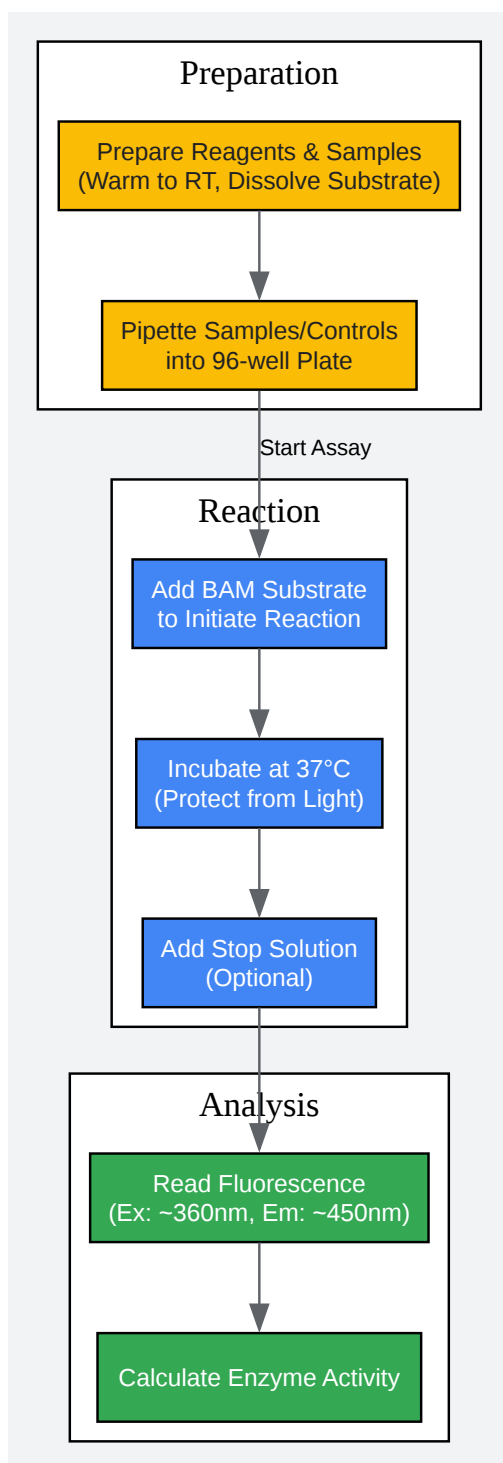 Preparation
Prepare Reagents & Samples
(Warm to RT, Dissolve Substrate)
Pipette Samples/Controls
into 96-well Plate
Start Assay
Reaction
Add BAM Substrate
to Initiate Reaction
Incubate at 37°C
(Protect from Light)
Add Stop Solution
(Optional)
Analysis
Read Fluorescence
(Ex: ~360nm, Em: ~450nm)
Calculate Enzyme Activity